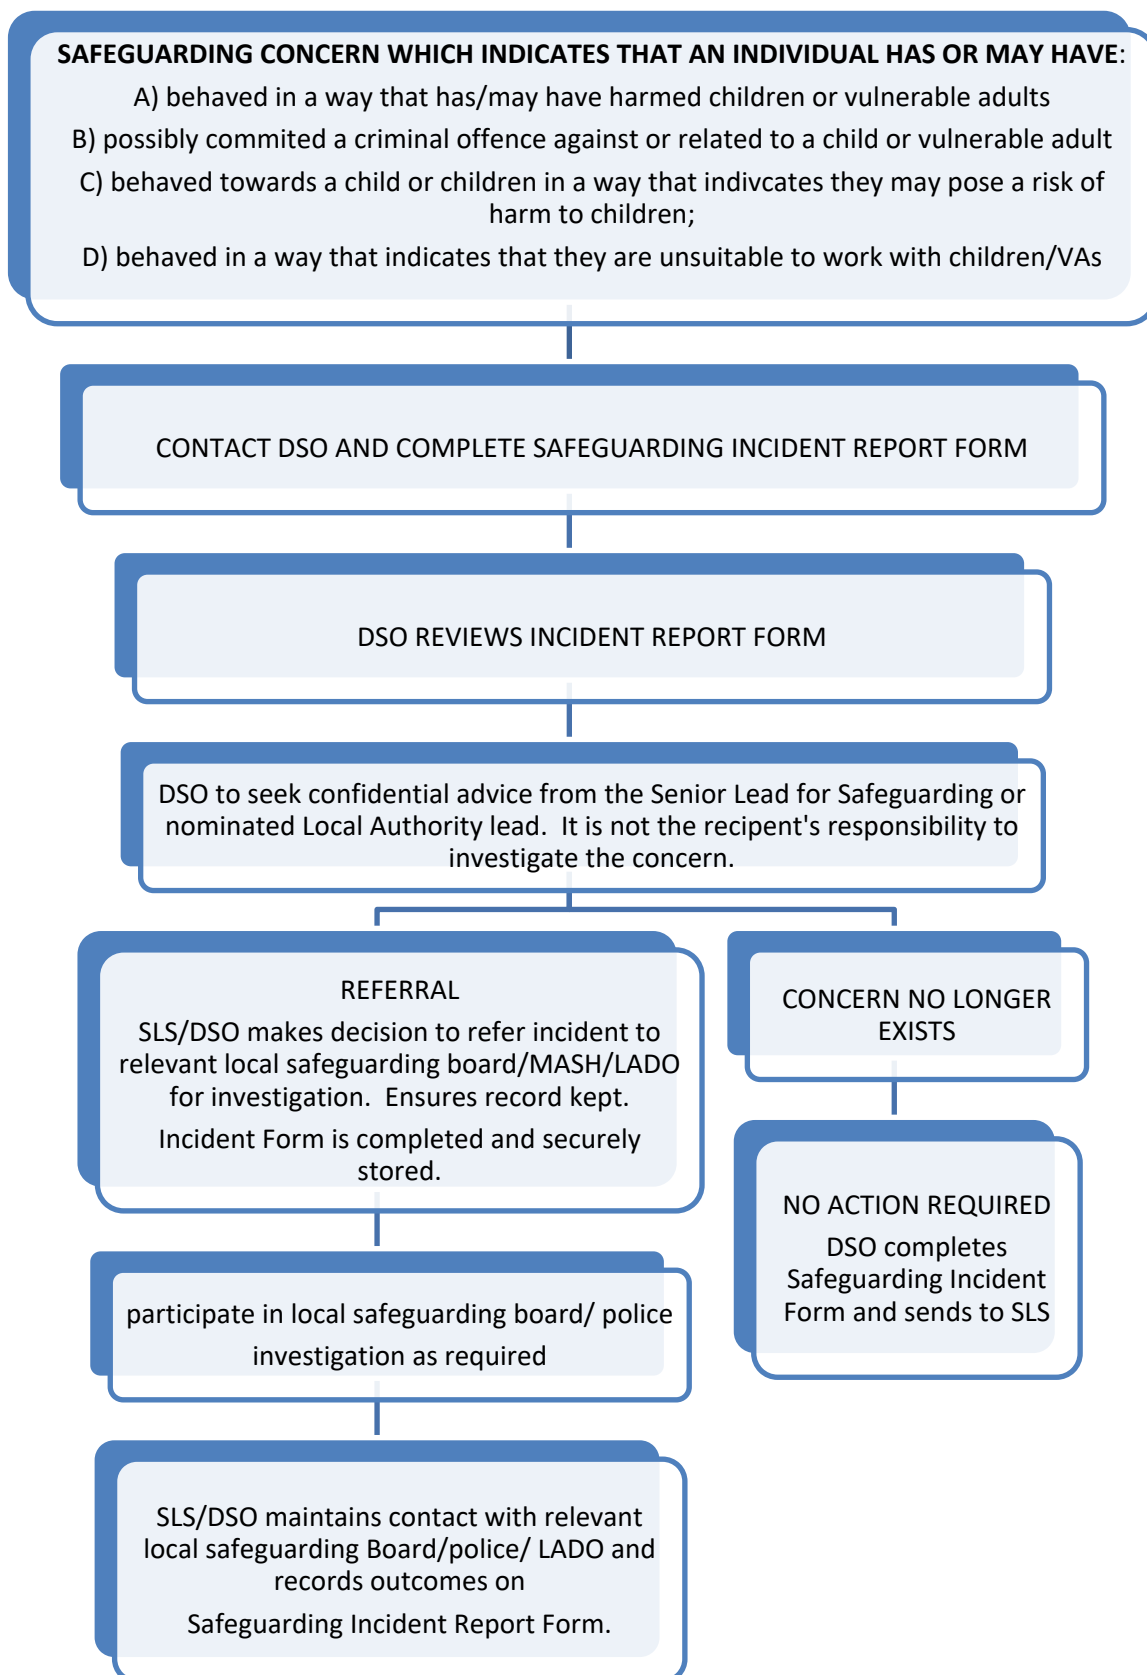 SAFEGUARDING CONCERN WHICH INDICATES THAT AN INDIVIDUAL HAS OR MAY HAVE:
A) behaved in a way that has/may have harmed children or vulnerable adults
B) possibly commited a criminal offence against or related to a child or vulnerable adult
C) behaved towards a child or children in a way that indivcates they may pose a risk of
harm to children;
D) behaved in a way that indicates that they are unsuitable to work with children/VAs
CONTACT DSO AND COMPLETE SAFEGUARDING INCIDENT REPORT FORM
DSO REVIEWS INCIDENT REPORT FORM
DSO to seek confidential advice from the Senior Lead for Safeguarding or
nominated Local Authority lead.  It is not the recipent's responsibility to
investigate the concern.
REFERRAL
SLS/DSO makes decision to refer incident to
relevant local safeguarding board/MASH/LADO
for investigation.  Ensures record kept.
Incident Form is completed and securely
stored.
participate in local safeguarding board/ police
investigation as required
SLS/DSO maintains contact with relevant
local safeguarding Board/police/ LADO and
records outcomes on
Safeguarding Incident Report Form.
CONCERN NO LONGER
EXISTS
NO ACTION REQUIRED
DSO completes
Safeguarding Incident
Form and sends to SLS